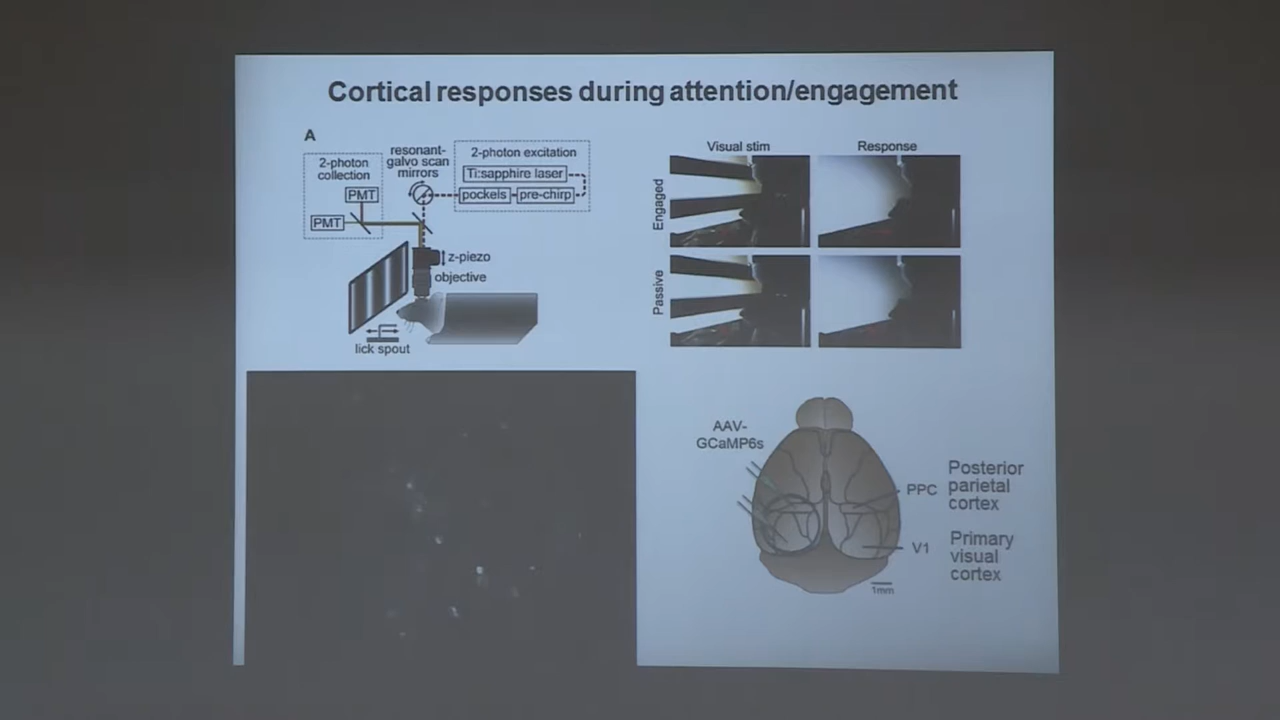 Cortical responses during attention/engagement
A
2-photon
collection
PMT
PMT
resonant-
galvo scan
mirrors
2-photon excitation
Ti:sapphire laser
pockels
pre-chirp
z-piezo
objective
lick spout
Visual stim
Response
Engaged
Passive
AAV-
GCaMP6s
PPC
Posterior
parietal
cortex
V1
Primary
visual
cortex
1mm